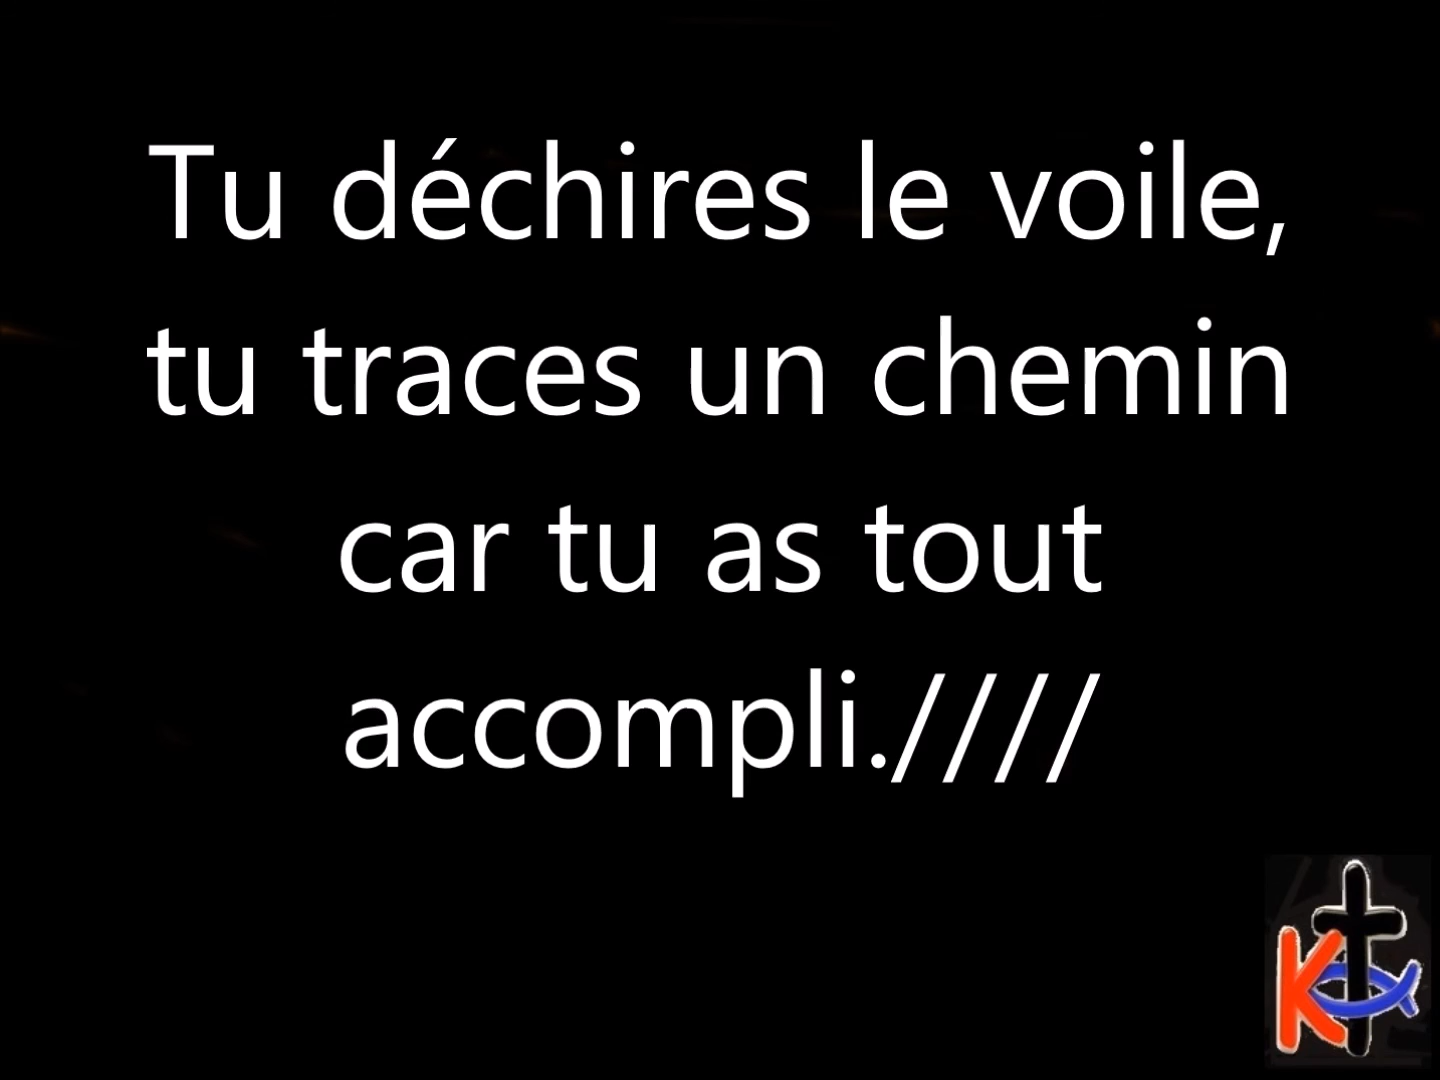 Tu déchires le voile,
tu traces un chemin
car tu as tout
accompli.////
K